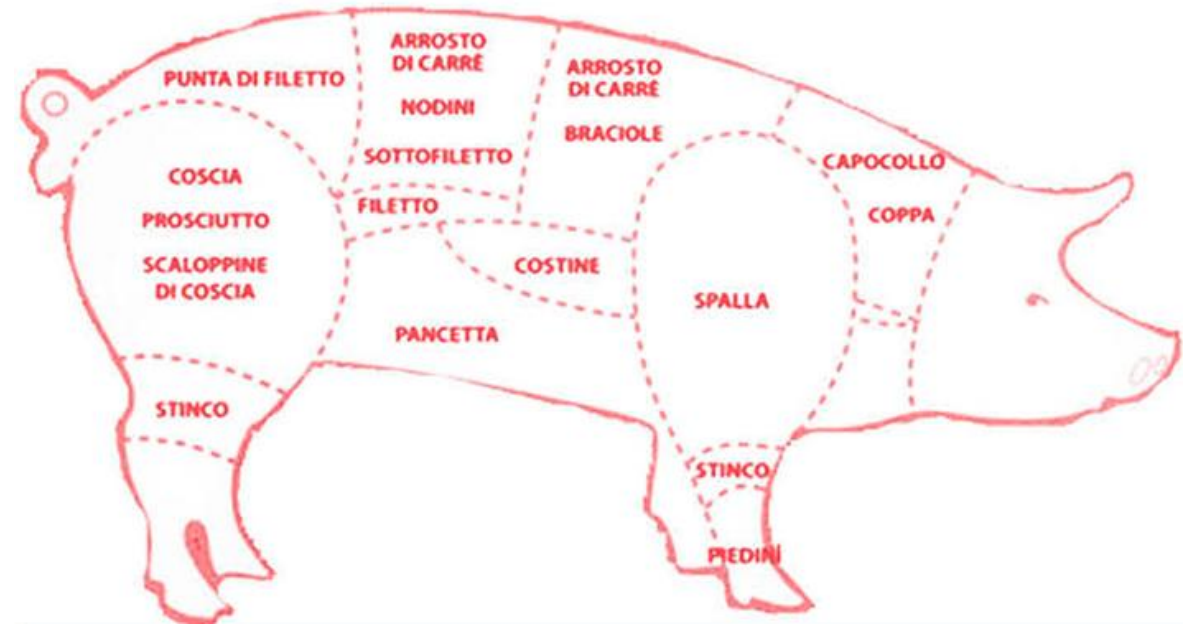 PUNTA DI FILETTO
ARROSTO
DI CARRÈ
NODINI
SOTTOFILETTO
ARROSTO
DI CARRÈ
BRACIOLE
CAPOCOLLO
COPPA
COSCIA
PROSCIUTTO
SCALOPPINE
DI COSCIA
FILETTO
COSTINE
SPALLA
PANCETTA
STINCO
STINCO
PIEDINI